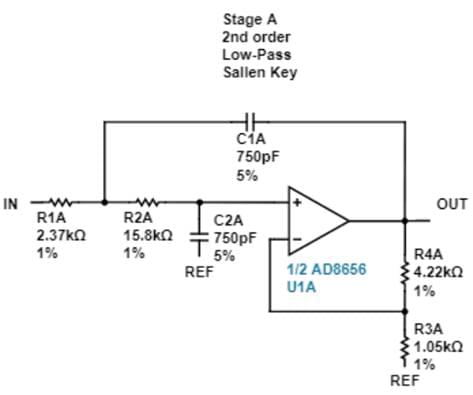 Stage A
2nd order
Low-Pass
Sallen Key
C1A
750pF
5%
IN
R1A
2.37kΩ
1%
R2A
15.8kΩ
1%
C2A
750pF
5%
REF
+
−
1/2 AD8656
U1A
OUT
R4A
4.22kΩ
1%
R3A
1.05kΩ
1%
REF